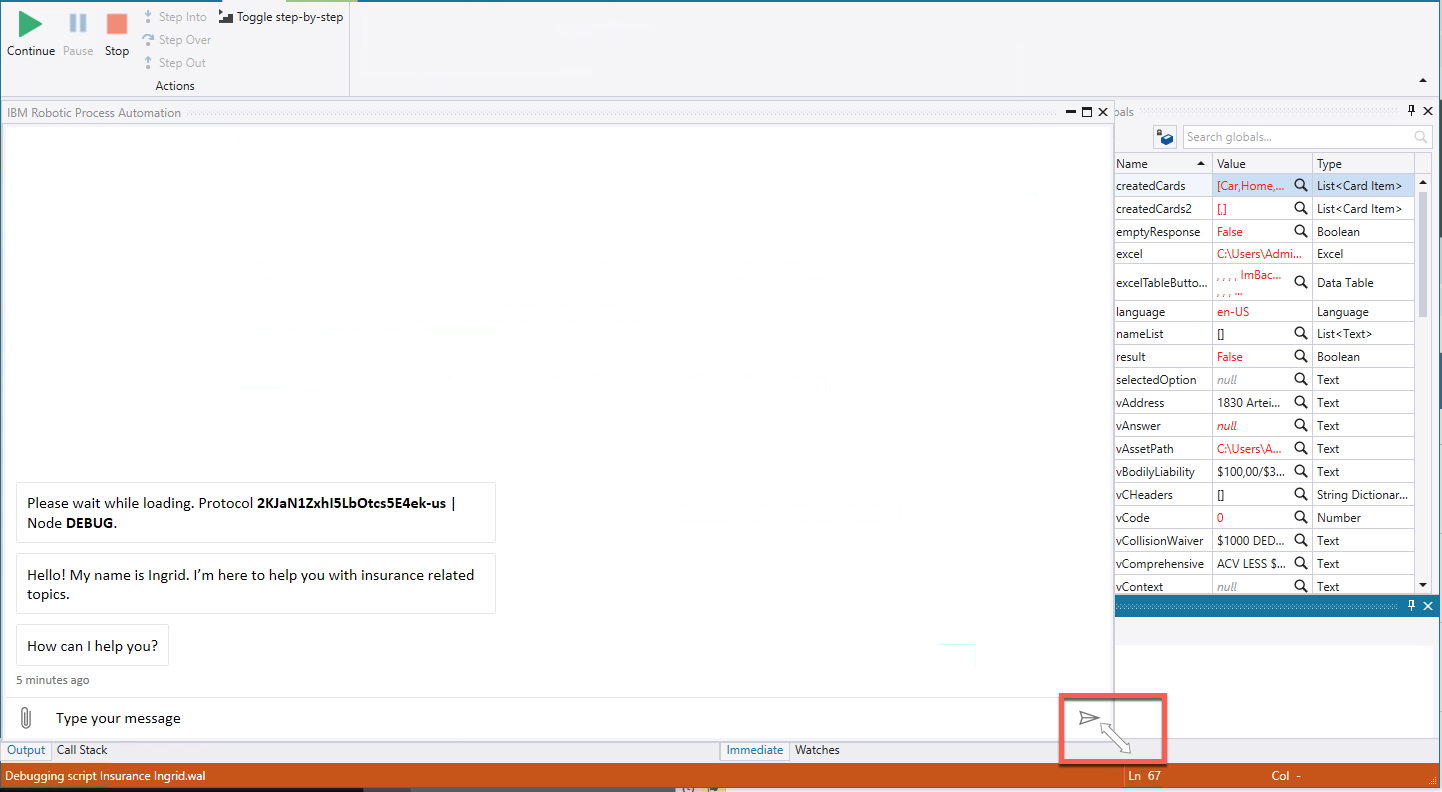 Continue
Pause
Stop
Step Into
Step Over
Step Out
Toggle step-by-step
Actions
IBM Robotic Process Automation
bals
Search globals...
Name Value Type
createdCards [Car,Home,... List<Card Item>
createdCards2 [,] List<Card Item>
emptyResponse False Boolean
excel C:\Users\Admi... Excel
excelTableButto... , , , , ImBac... Data Table
, , , ...
language en-US Language
nameList [] List<Text>
result False Boolean
selectedOption null Text
vAddress 1830 Artei... Text
vAnswer null Text
vAssetPath C:\Users\A... Text
vBodilyLiability $100,00/$3... Text
vCHeaders [] String Dictionar...
vCode 0 Number
vCollisionWaiver $1000 DED... Text
vComprehensive ACV LESS $... Text
vContext null Text
Please wait while loading. Protocol 2KJaN1ZxhI5LbOtcs5E4ek-us |
Node DEBUG.
Hello! My name is Ingrid. I'm here to help you with insurance related
topics.
How can I help you?
5 minutes ago
Type your message
Output Call Stack
Immediate Watches
Debugging script Insurance Ingrid.wal
Ln 67 Col -